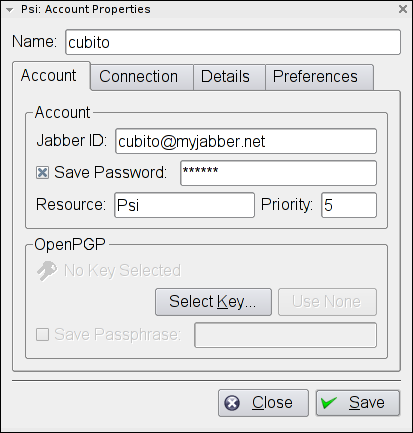 Psi: Account Properties
Name: cubito
Account Connection Details Preferences
Account
Jabber ID: cubito@myjabber.net
Save Password: ******
Resource: Psi Priority: 5
OpenPGP
No Key Selected
Select Key... Use None
Save Passphrase:
Close Save